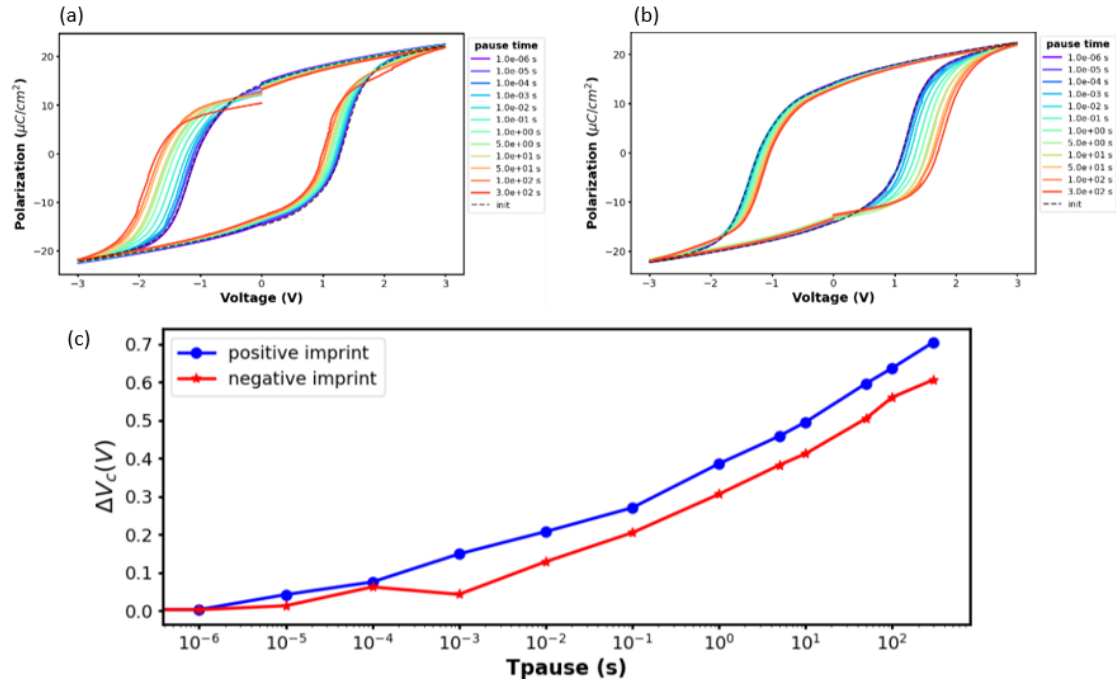 (a)
Polarization (μC/cm²)
20
10
0
−10
−20
−3 −2 −1 0 1 2 3
Voltage (V)
pause time
1.0e-06 s
1.0e-05 s
1.0e-04 s
1.0e-03 s
1.0e-02 s
1.0e-01 s
1.0e+00 s
5.0e+00 s
1.0e+01 s
5.0e+01 s
1.0e+02 s
3.0e+02 s
init
(b)
Polarization (μC/cm²)
20
10
0
−10
−20
−3 −2 −1 0 1 2 3
Voltage (V)
pause time
1.0e-06 s
1.0e-05 s
1.0e-04 s
1.0e-03 s
1.0e-02 s
1.0e-01 s
1.0e+00 s
5.0e+00 s
1.0e+01 s
5.0e+01 s
1.0e+02 s
3.0e+02 s
init
(c)
ΔVc(V)
0.7
0.6
0.5
0.4
0.3
0.2
0.1
0.0
positive imprint
negative imprint
10⁻⁶ 10⁻⁵ 10⁻⁴ 10⁻³ 10⁻² 10⁻¹ 10⁰ 10¹ 10²
Tpause (s)